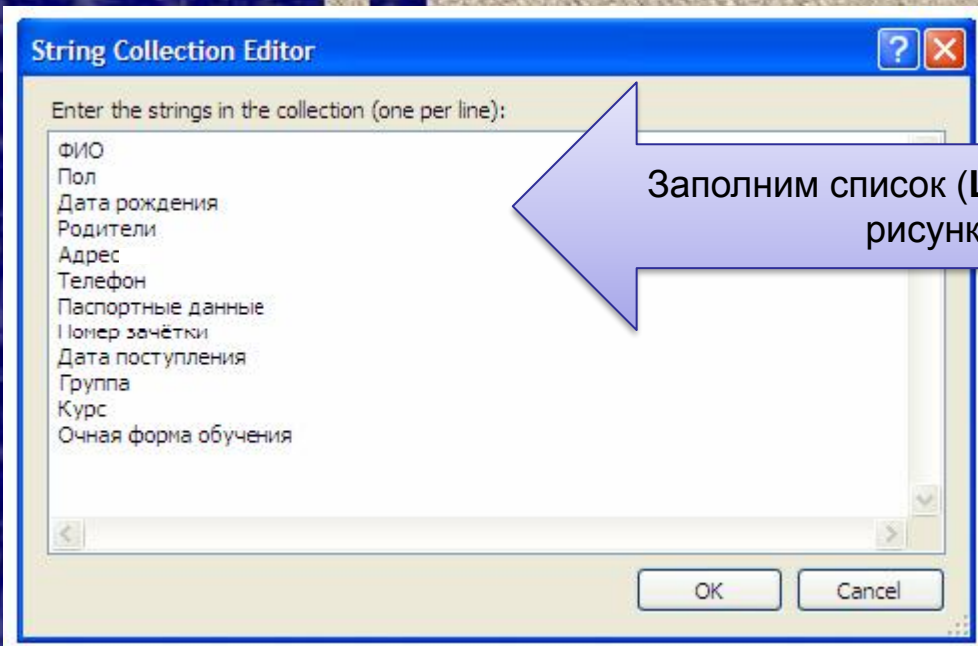 String Collection Editor
Enter the strings in the collection (one per line):
ФИО
Пол
Дата рождения
Родители
Адрес
Телефон
Паспортные данные
Номер зачётки
Дата поступления
Группа
Курс
Очная форма обучения
Заполним список (
рисунк
OK Cancel